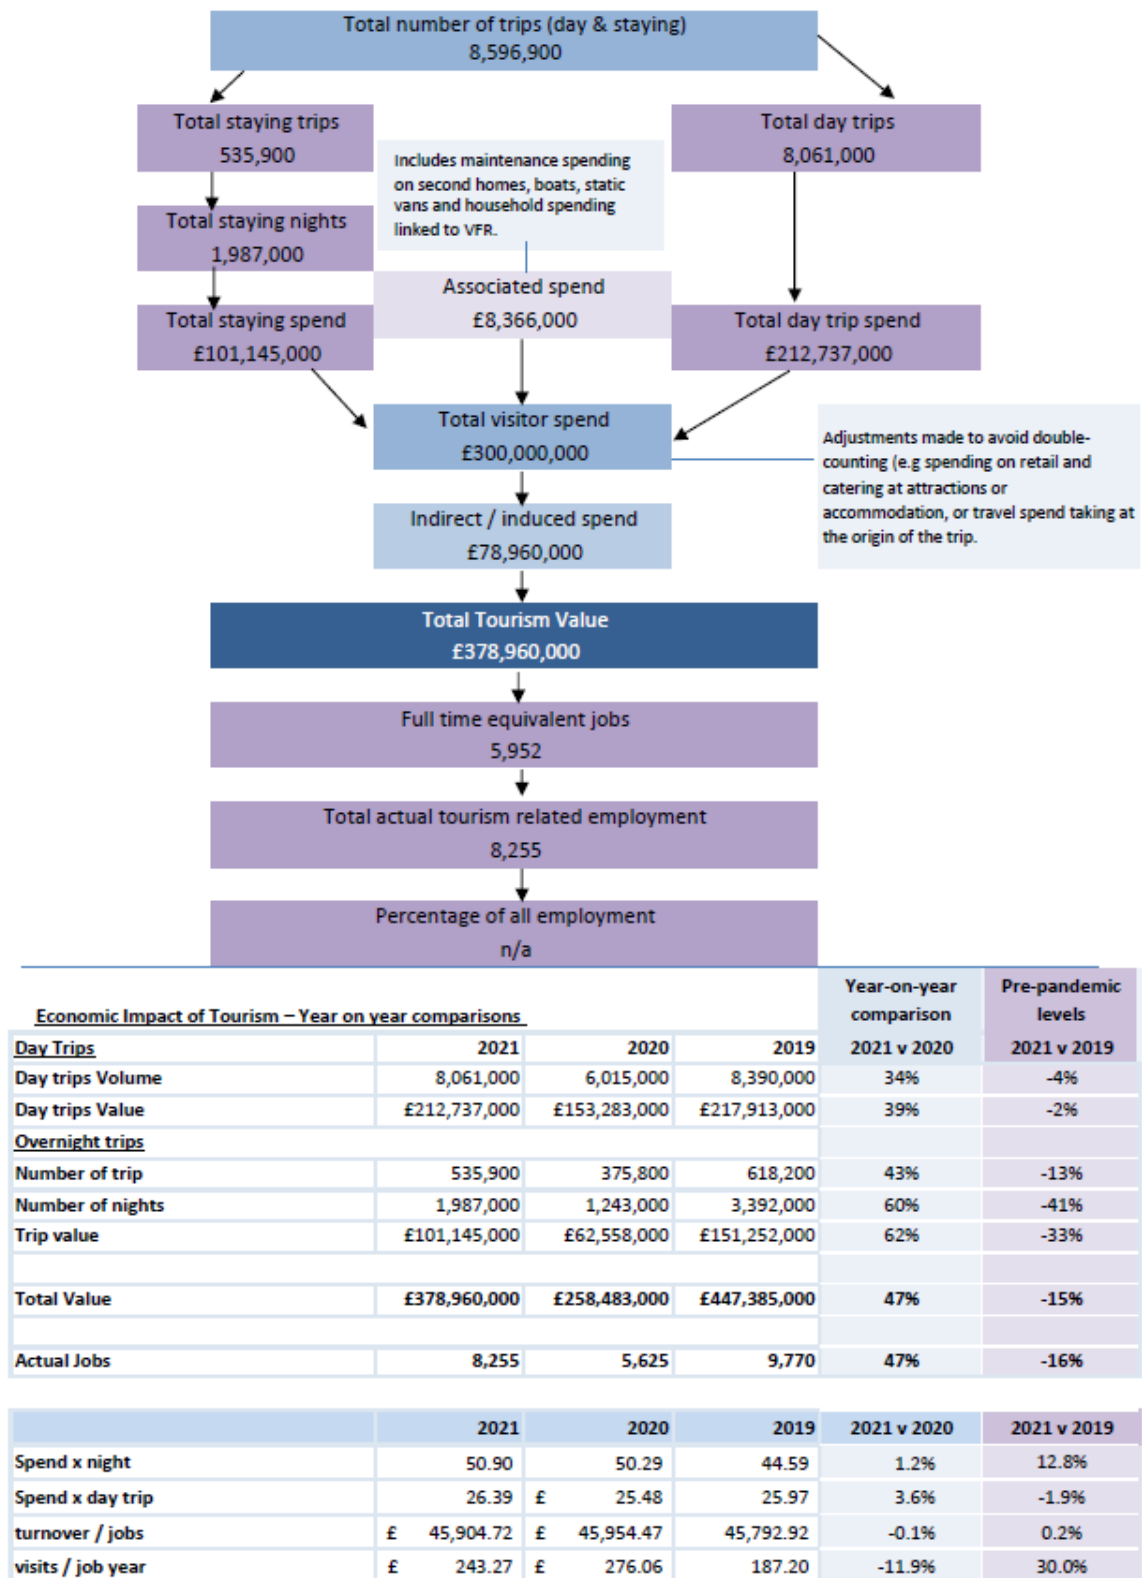 Total number of trips (day & staying)
8,596,900
Total staying trips
535,900
Total day trips
8,061,000
Includes maintenance spending
on second homes, boats, static
vans and household spending
linked to VFR.
Total staying nights
1,987,000
Associated spend
£8,366,000
Total staying spend
£101,145,000
Total day trip spend
£212,737,000
Total visitor spend
£300,000,000
Adjustments made to avoid double-
counting (e.g spending on retail and
catering at attractions or
accommodation, or travel spend taking at
the origin of the trip.
Indirect / induced spend
£78,960,000
Total Tourism Value
£378,960,000
Full time equivalent jobs
5,952
Total actual tourism related employment
8,255
Percentage of all employment
n/a
Year-on-year Pre-pandemic
Economic Impact of Tourism – Year on year comparisons comparison levels
Day Trips 2021 2020 2019 2021 v 2020 2021 v 2019
Day trips Volume 8,061,000 6,015,000 8,390,000 34% -4%
Day trips Value £212,737,000 £153,283,000 £217,913,000 39% -2%
Overnight trips
Number of trip 535,900 375,800 618,200 43% -13%
Number of nights 1,987,000 1,243,000 3,392,000 60% -41%
Trip value £101,145,000 £62,558,000 £151,252,000 62% -33%
Total Value £378,960,000 £258,483,000 £447,385,000 47% -15%
Actual Jobs 8,255 5,625 9,770 47% -16%
2021 2020 2019 2021 v 2020 2021 v 2019
Spend x night 50.90 50.29 44.59 1.2% 12.8%
Spend x day trip 26.39 £ 25.48 25.97 3.6% -1.9%
turnover / jobs £ 45,904.72 £ 45,954.47 45,792.92 -0.1% 0.2%
visits / job year £ 243.27 £ 276.06 187.20 -11.9% 30.0%